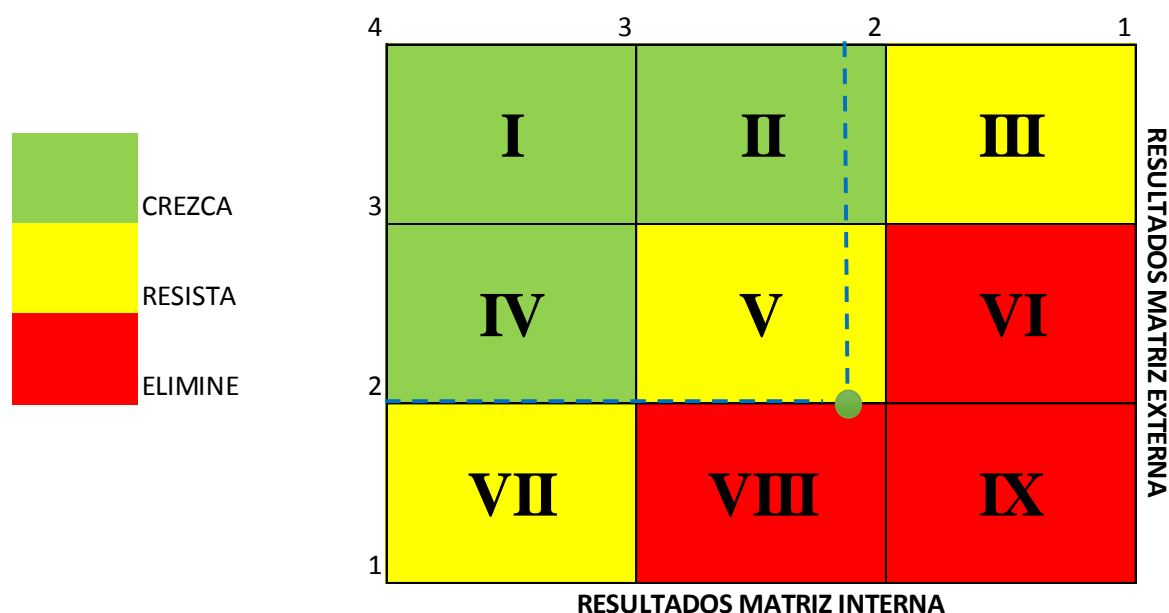 4 3 2 1
I II III
3
CREZCA
IV V VI
RESISTA
2
ELIMINE
VII VIII IX
1
RESULTADOS MATRIZ INTERNA
RESULTADOS MATRIZ EXTERNA